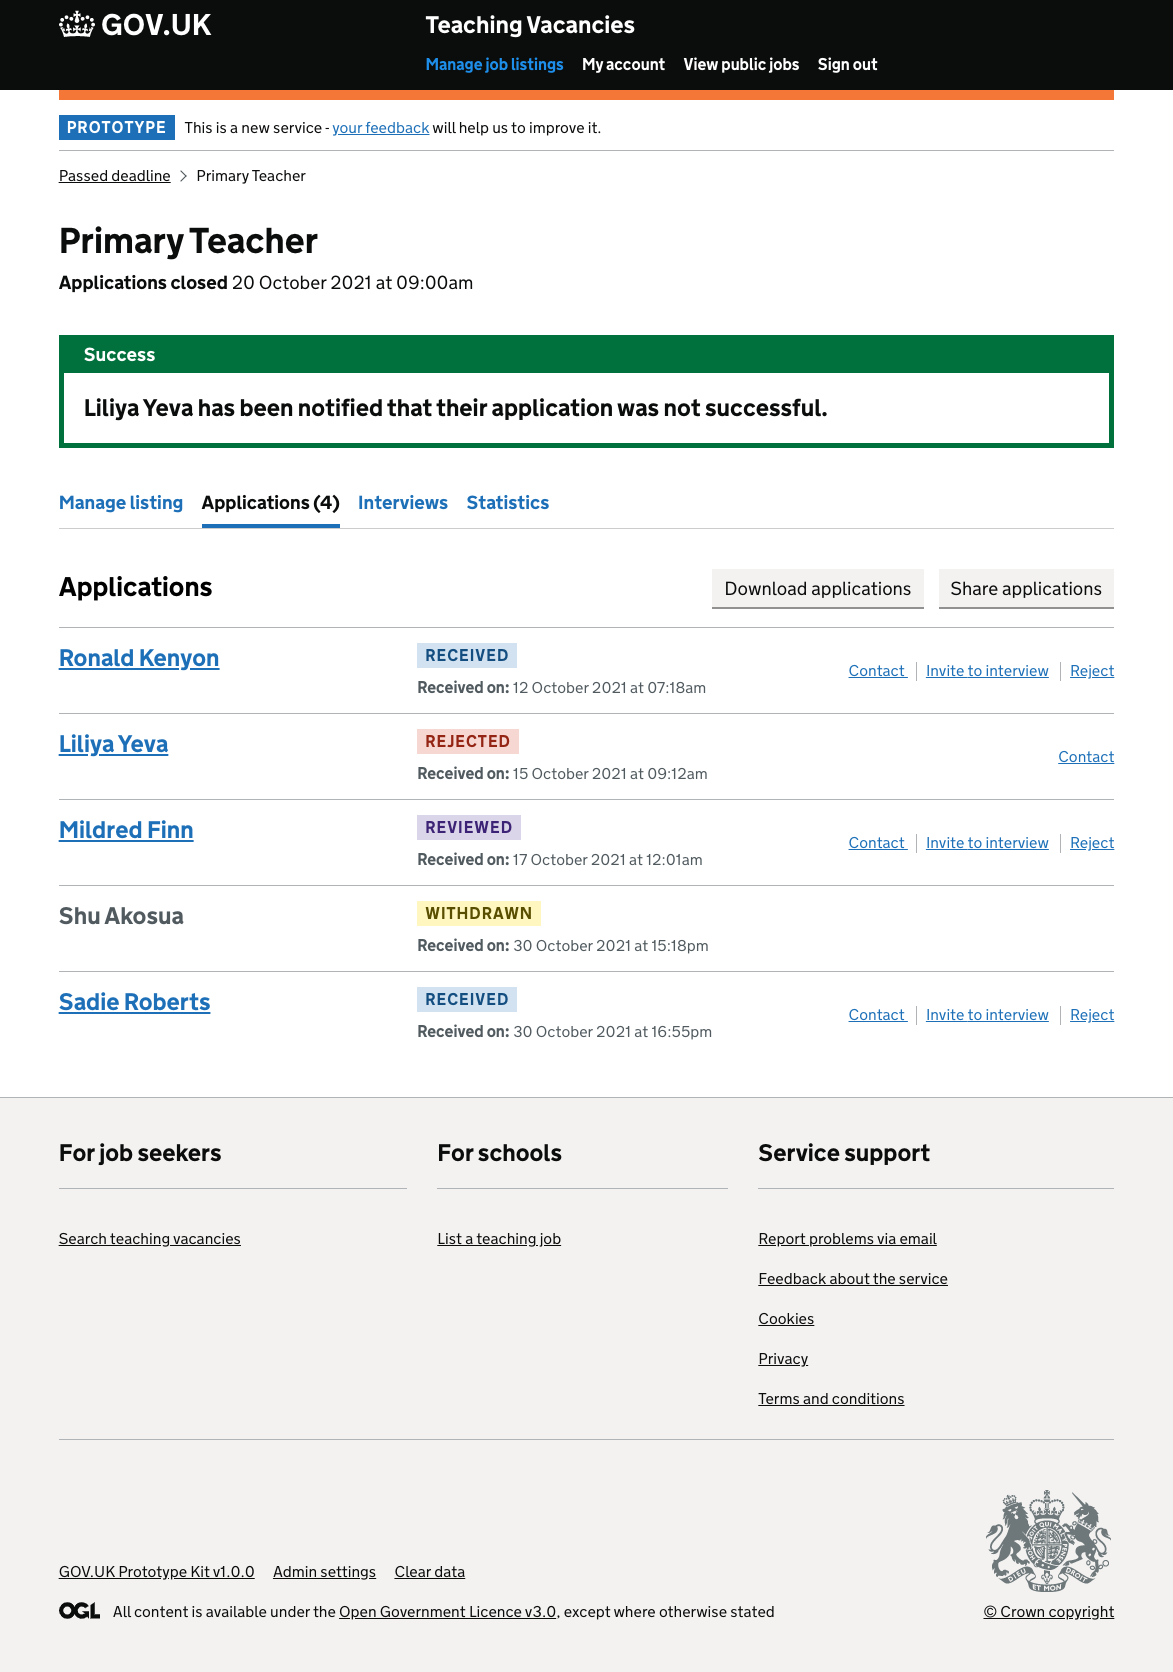 GOV.UK
Teaching Vacancies
Manage job listings My account View public jobs Sign out
PROTOTYPE This is a new service - your feedback will help us to improve it.
Passed deadline Primary Teacher
Primary Teacher
Applications closed 20 October 2021 at 09:00am
Success
Liliya Yeva has been notified that their application was not successful.
Manage listing Applications (4) Interviews Statistics
Applications
Download applications Share applications
Ronald Kenyon
RECEIVED
Received on: 12 October 2021 at 07:18am
Contact Invite to interview Reject
Liliya Yeva
REJECTED
Received on: 15 October 2021 at 09:12am
Contact
Mildred Finn
REVIEWED
Received on: 17 October 2021 at 12:01am
Contact Invite to interview Reject
Shu Akosua
WITHDRAWN
Received on: 30 October 2021 at 15:18pm
Sadie Roberts
RECEIVED
Received on: 30 October 2021 at 16:55pm
Contact Invite to interview Reject
For job seekers
Search teaching vacancies
For schools
List a teaching job
Service support
Report problems via email
Feedback about the service
Cookies
Privacy
Terms and conditions
GOV.UK Prototype Kit v1.0.0 Admin settings Clear data
OGL All content is available under the Open Government Licence v3.0, except where otherwise stated
DIEU ET MON DROIT
© Crown copyright